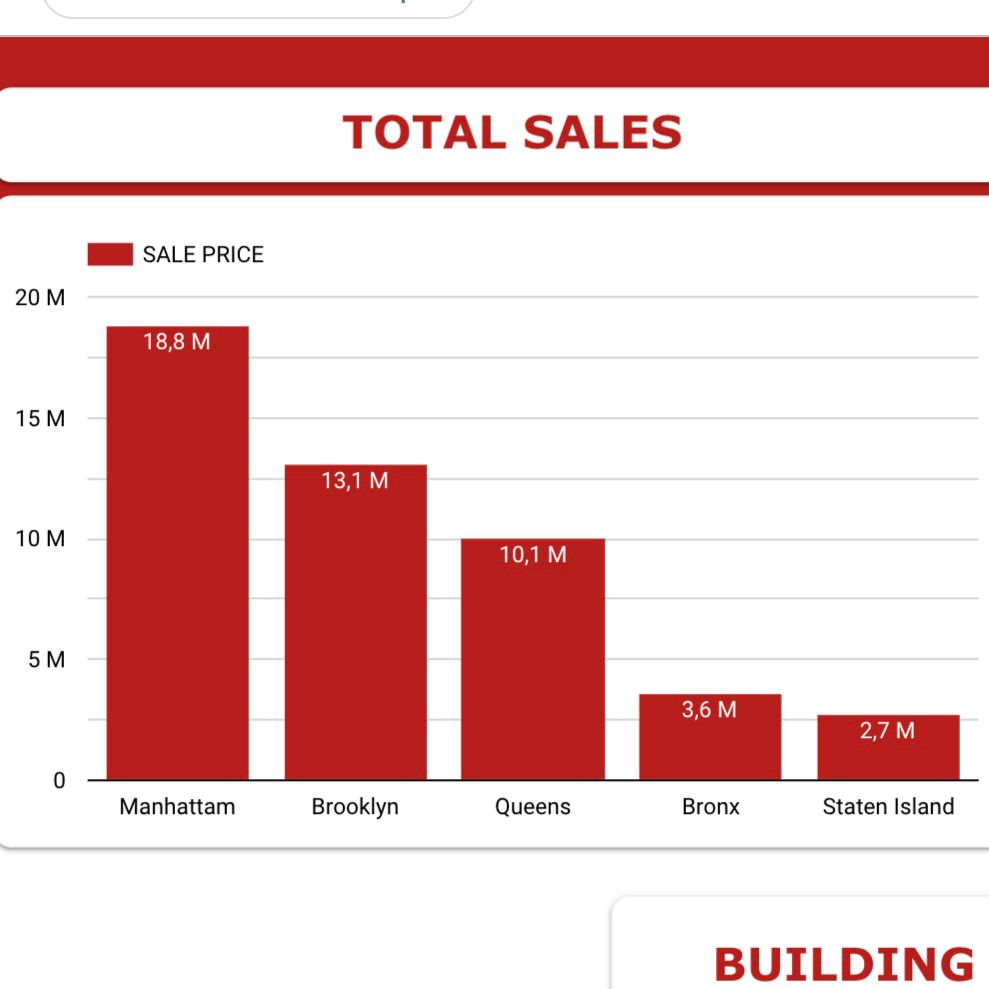 TOTAL SALES
SALE PRICE
20 M
18,8 M
15 M
13,1 M
10 M
10,1 M
5 M
3,6 M
2,7 M
0
Manhattam Brooklyn Queens Bronx Staten Island
BUILDING